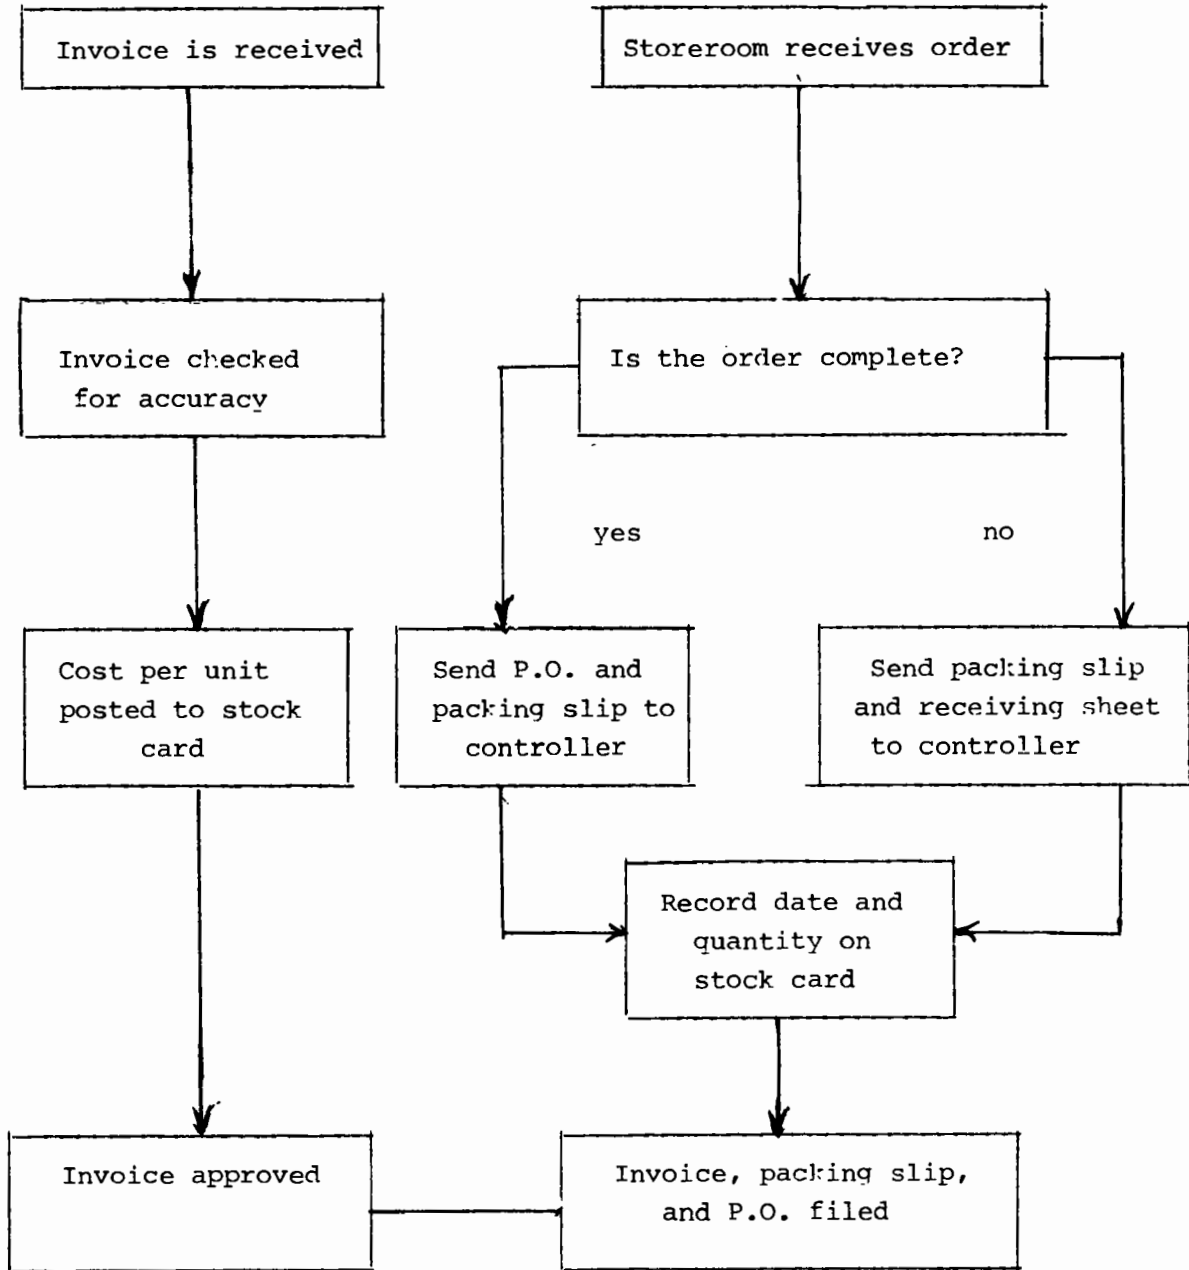 Invoice is received
Storeroom receives order
Invoice checked
for accuracy
Is the order complete?
yes
no
Cost per unit
posted to stock
card
Send P.O. and
packing slip to
controller
Send packing slip
and receiving sheet
to controller
Record date and
quantity on
stock card
Invoice approved
Invoice, packing slip,
and P.O. filed